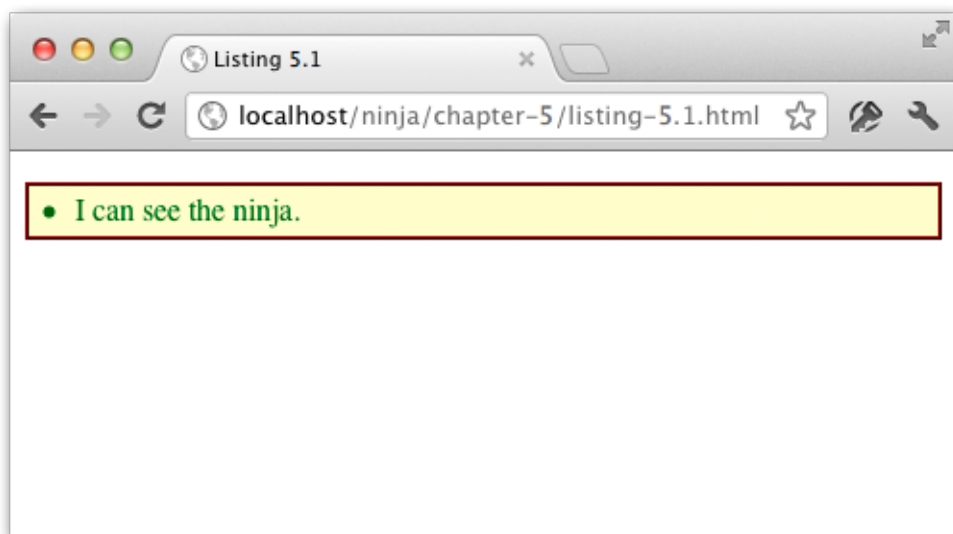 Listing 5.1
localhost/ninja/chapter-5/listing-5.1.html
• I can see the ninja.